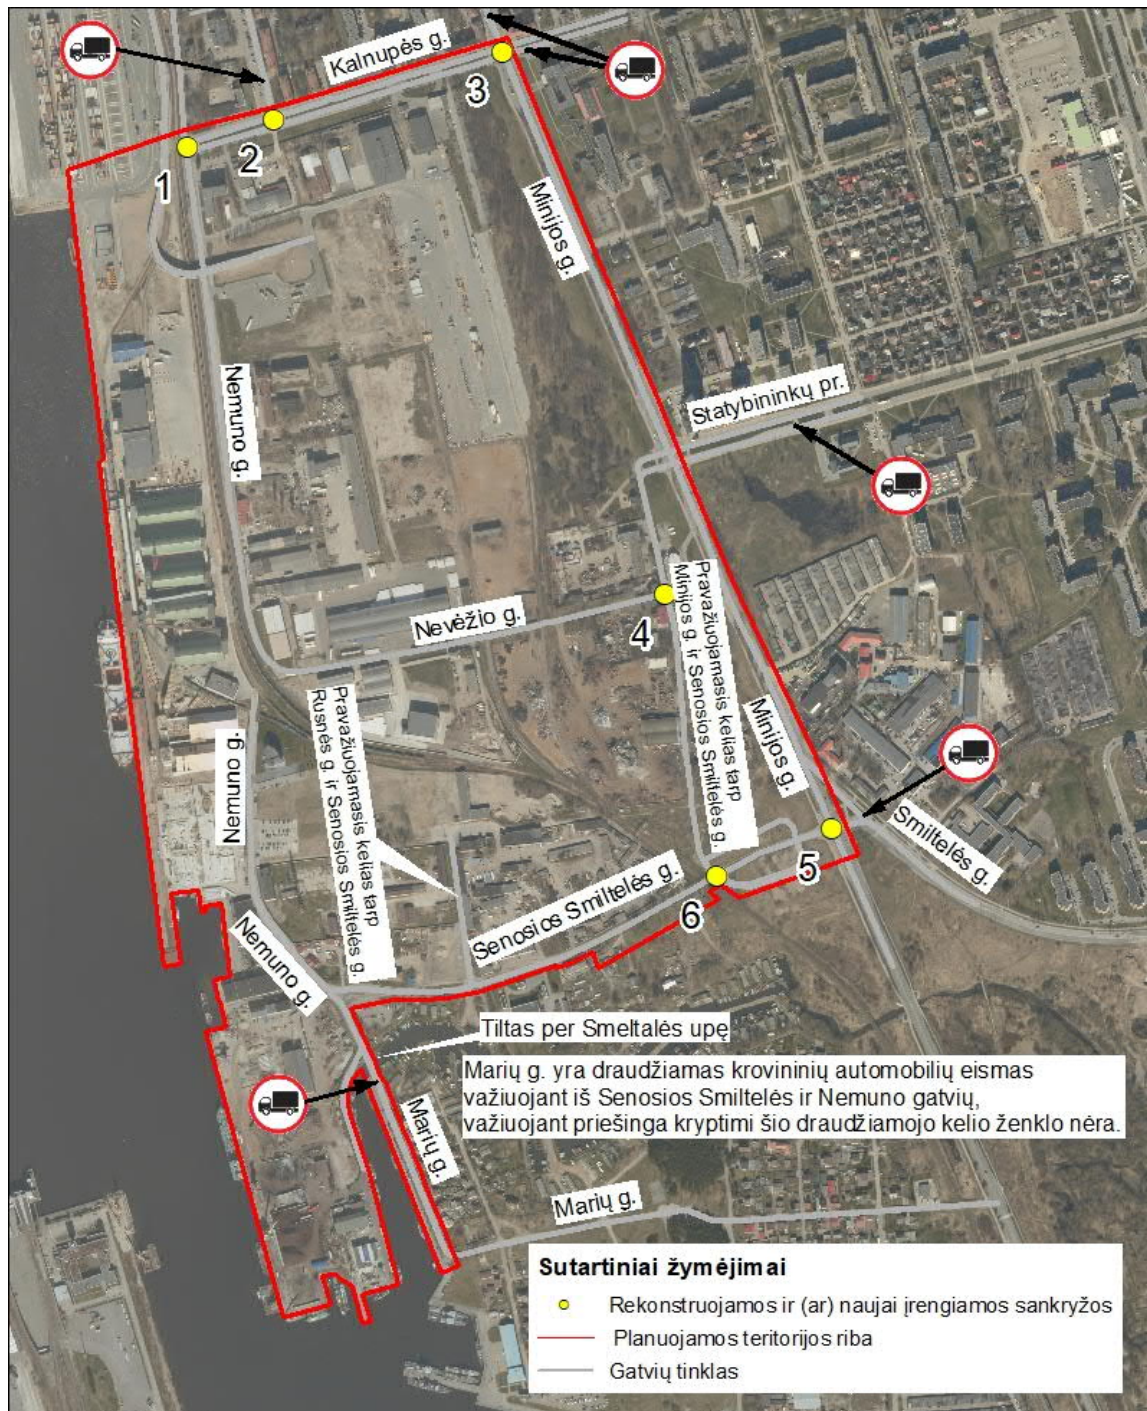 Kalnupės g.
3
2
1
Minijos g.
Statybininkų pr.
Nemuno g.
Pravažiuojamasis kelias tarp
Minijos g. ir Senosios Smiltelės g.
Nevėžio g.
4
Pravažiuojamasis kelias tarp
Rusnės g. ir Senosios Smiltelės g.
Nemuno g.
Minijos g.
Smiltelės g.
5
Senosios Smiltelės g.
6
Nemuno g.
Tiltas per Smeltalės upę
Marių g. yra draudžiamas krovininių automobilių eismas
važiuojant iš Senosios Smiltelės ir Nemuno gatvių,
važiuojant priešinga kryptimi šio draudžiamojo kelio ženklo nėra.
Marių g.
Marių g.
Sutartiniai žymėjimai
Rekonstruojamos ir (ar) naujai įrengiamos sankryžos
Planuojamos teritorijos riba
Gatvių tinklas